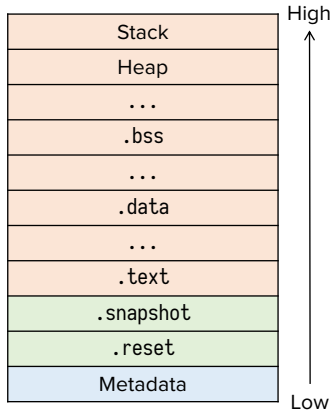 High
Stack
Heap
...
.bss
...
.data
...
.text
.snapshot
.reset
Metadata
Low